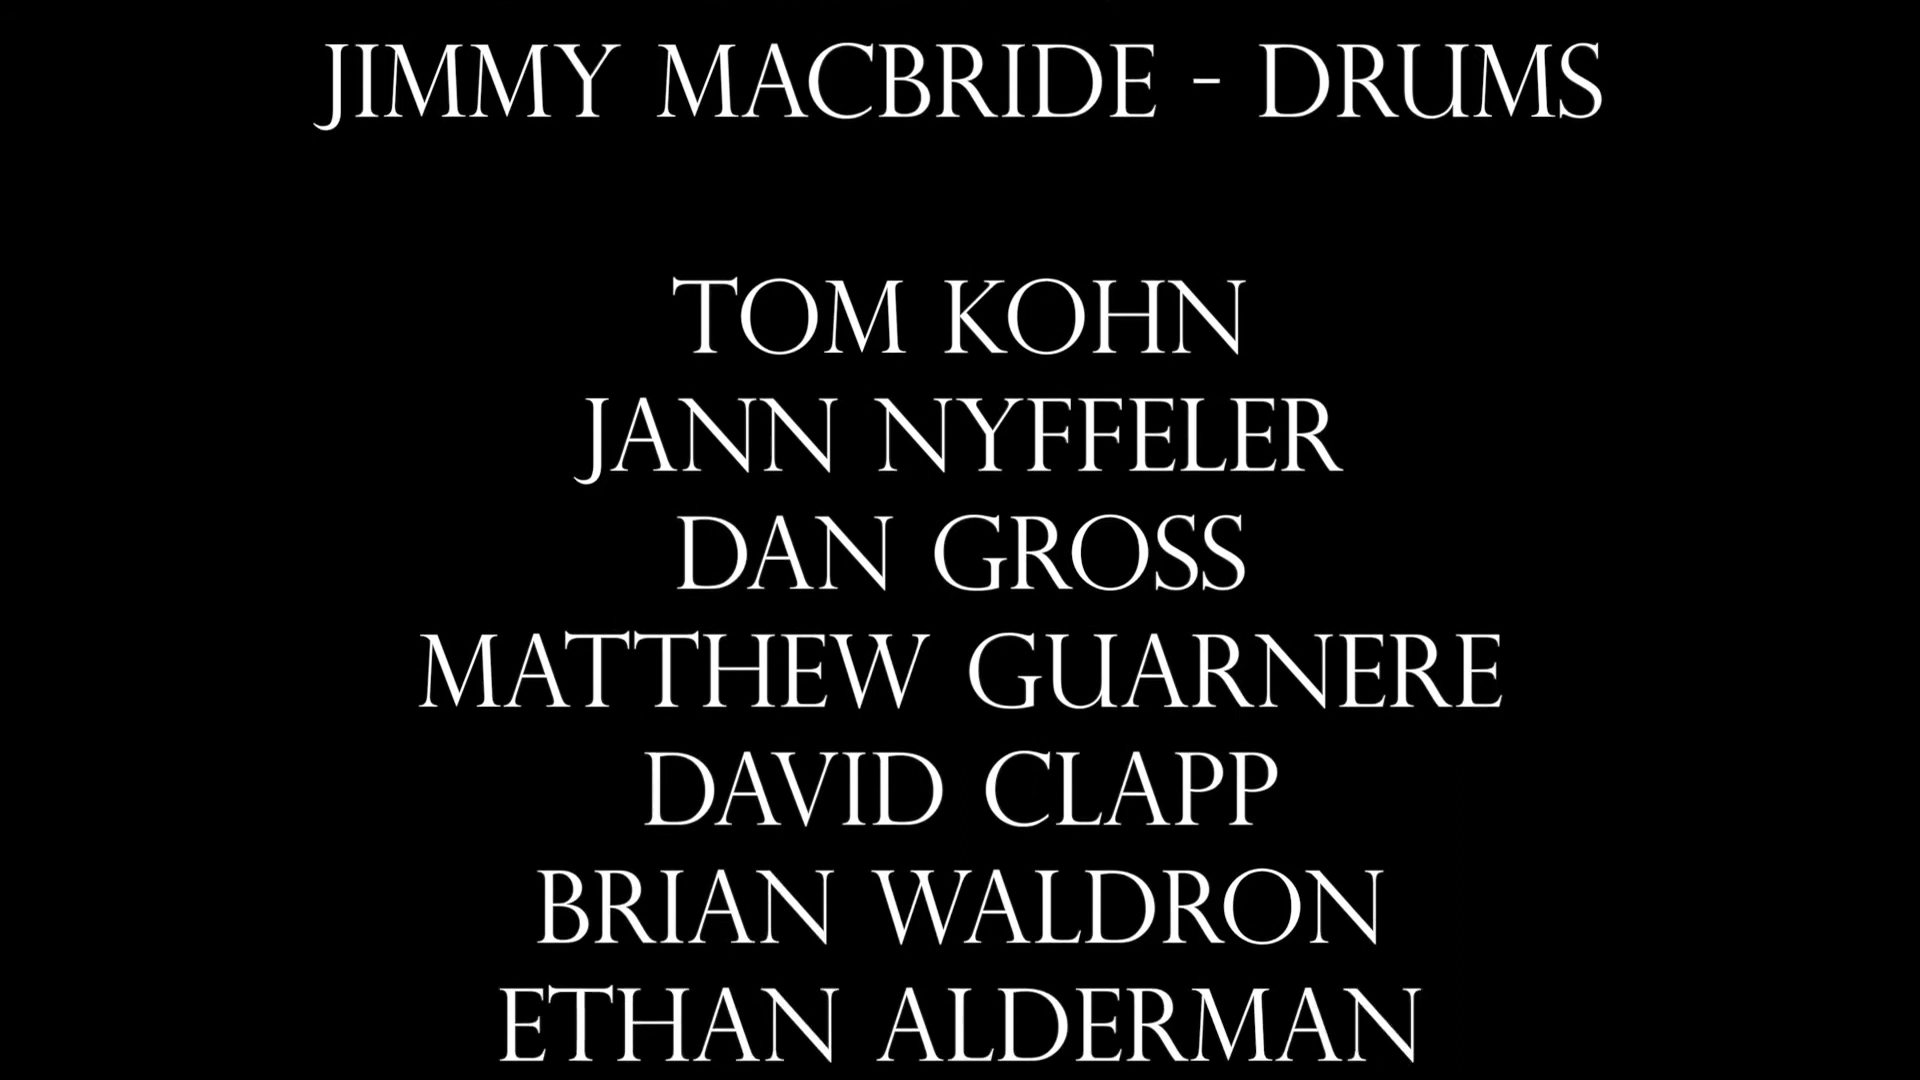 JIMMY MACBRIDE - DRUMS
TOM KOHN
JANN NYFFELER
DAN GROSS
MATTHEW GUARNERE
DAVID CLAPP
BRIAN WALDRON
ETHAN ALDERMAN